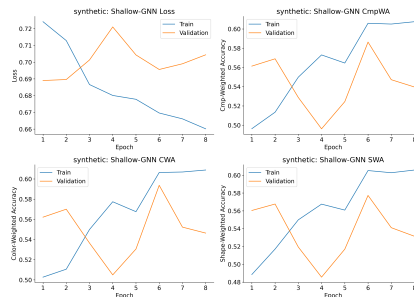 synthetic: Shallow-GNN Loss
Train
Validation
0.72
0.71
0.70
0.69
0.68
0.67
0.66
Loss
1 2 3 4 5 6 7 8
Epoch
synthetic: Shallow-GNN CmpWA
Train
Validation
0.60
0.58
0.56
0.54
0.52
0.50
Cmp-Weighted Accuracy
1 2 3 4 5 6 7 8
Epoch
synthetic: Shallow-GNN CWA
Train
Validation
0.60
0.58
0.56
0.54
0.52
0.50
Color-Weighted Accuracy
1 2 3 4 5 6 7 8
Epoch
synthetic: Shallow-GNN SWA
Train
Validation
0.60
0.58
0.56
0.54
0.52
0.50
0.48
Shape-Weighted Accuracy
1 2 3 4 5 6 7 8
Epoch